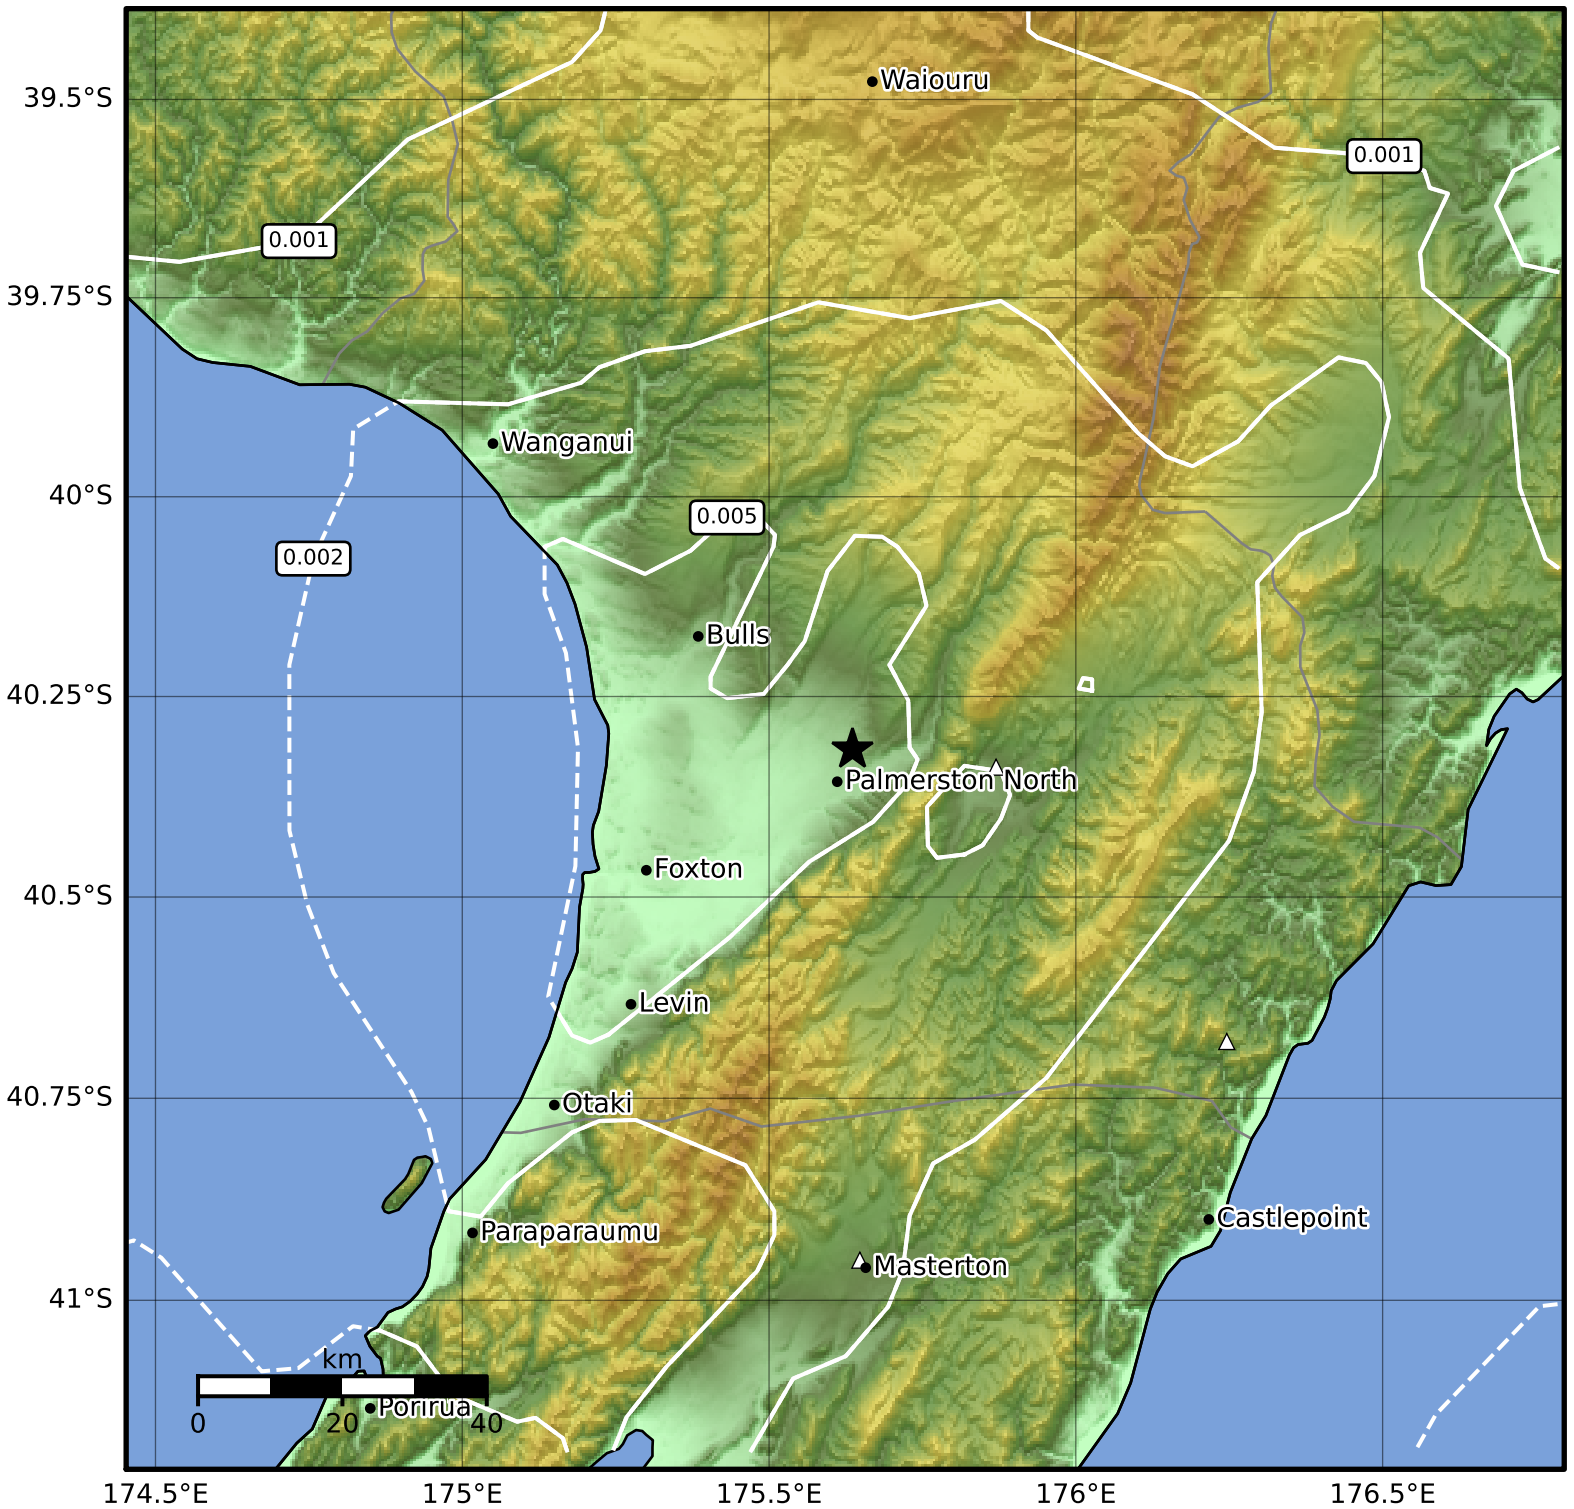 Waiouru
39.5°S
0.001
0.001
39.75°S
Wanganui
40°S
0.005
0.002
Bulls
40.25°S
Palmerston North
Foxton
40.5°S
Levin
40.75°S
Otaki
Castlepoint
Paraparaumu
Masterton
41°S
km
Porirua
0 20 40
174.5°E 175°E 175.5°E 176°E 176.5°E